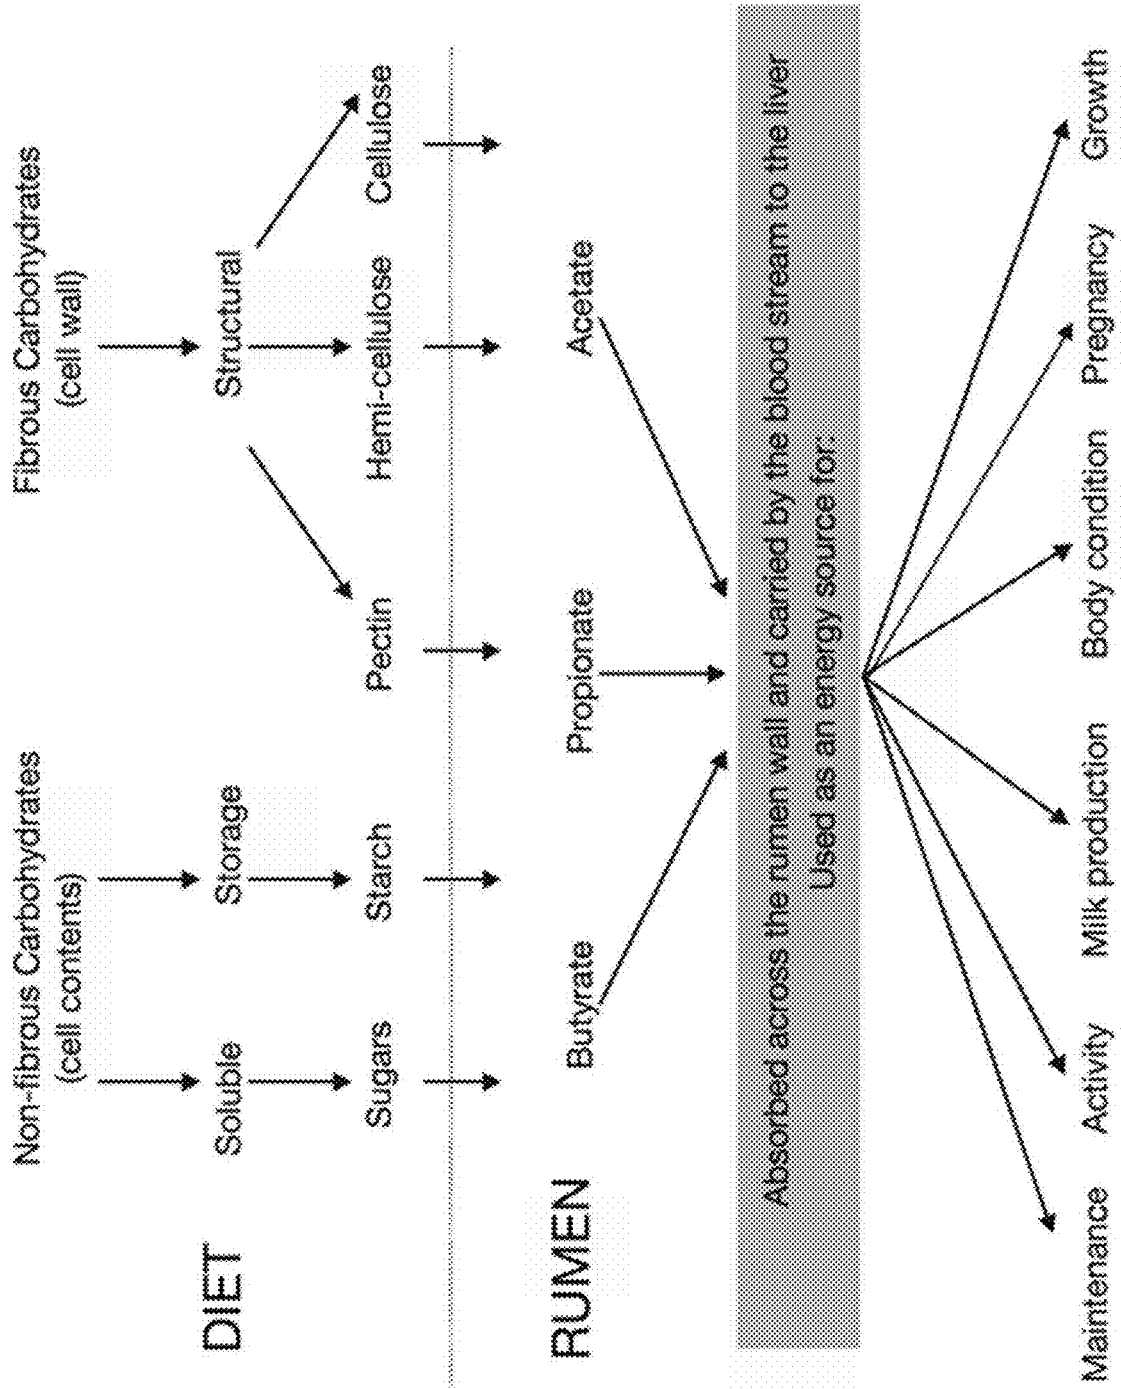 Non-fibrous Carbohydrates
(cell contents)
Fibrous Carbohydrates
(cell wall)
DIET
Soluble
Storage
Structural
Sugars
Starch
Pectin
Hemi-cellulose
Cellulose
RUMEN
Butyrate
Propionate
Acetate
Absorbed across the rumen wall and carried by the blood stream to the liver
Used as an energy source for:
Maintenance
Activity
Milk production
Body condition
Pregnancy
Growth